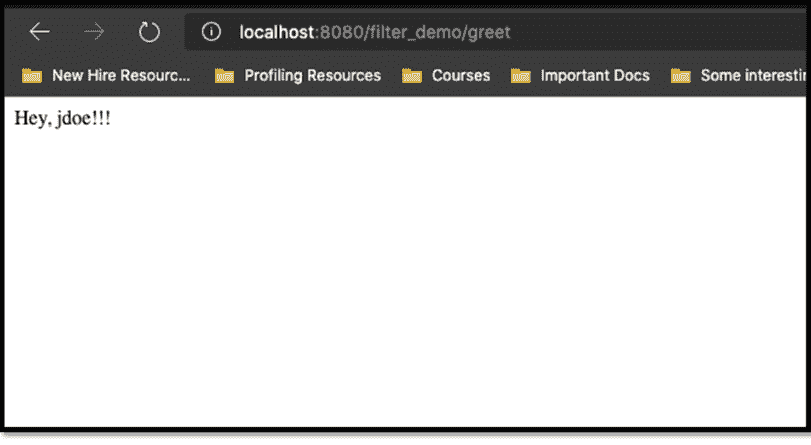 localhost:8080/filter_demo/greet
New Hire Resourc... Profiling Resources Courses Important Docs Some interestin
Hey, jdoe!!!